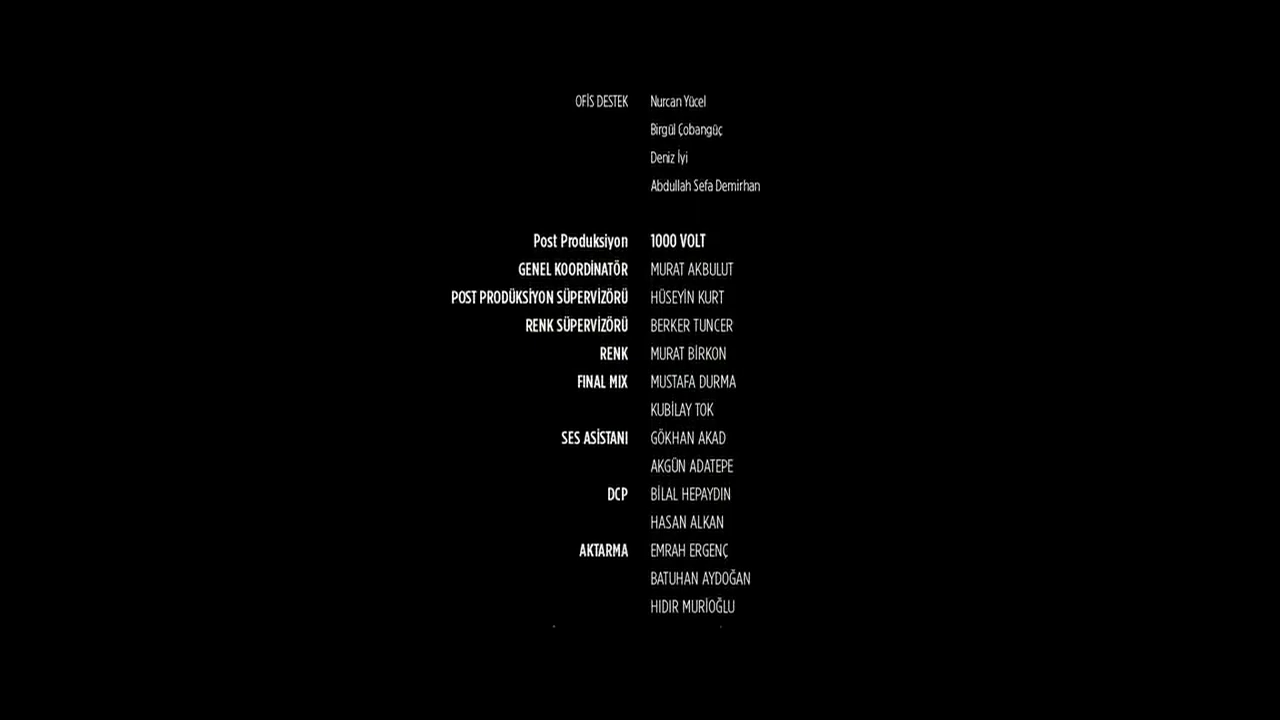 OFİS DESTEK Nurcan Yücel
Birgül Çobangüç
Deniz İyi
Abdullah Sefa Demirhan
Post Produksiyon 1000 VOLT
GENEL KOORDİNATÖR MURAT AKBULUT
POST PRODÜKSİYON SÜPERVİZÖRÜ HÜSEYİN KURT
RENK SÜPERVİZÖRÜ BERKER TUNCER
RENK MURAT BİRKON
FINAL MIX MUSTAFA DURMA
KUBİLAY TOK
SES ASİSTANI GÖKHAN AKAD
AKGÜN ADATEPE
DCP BİLAL HEPAYDIN
HASAN ALKAN
AKTARMA EMRAH ERGENÇ
BATUHAN AYDOĞAN
HIDIR MURİOĞLU